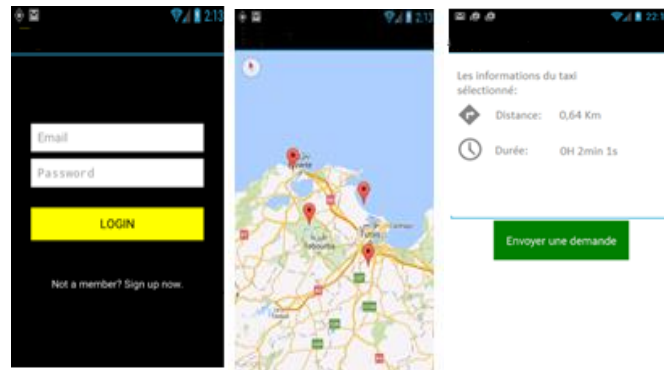 2:13
Email
Password
LOGIN
Not a member? Sign up now.
2:13
Tunis
Les informations du taxi
sélectionné:
Distance: 0,64 Km
Durée: 0H 2min 1s
Envoyer une demande